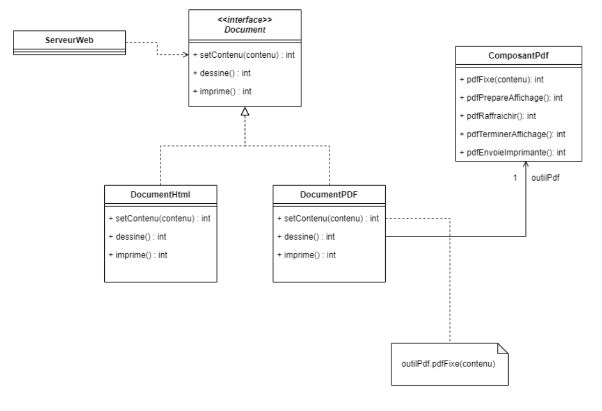 <<interface>>
Document
ServeurWeb
+ setContenu(contenu) : int
+ dessine() : int
+ imprime() : int
ComposantPdf
+ pdfFixe(contenu): int
+ pdfPrepareAffichage(): int
+ pdfRaffraichir(): int
+ pdfTerminerAffichage(): int
+ pdfEnvoieImprimante(): int
1 outilPdf
DocumentHtml
+ setContenu(contenu) : int
+ dessine() : int
+ imprime() : int
DocumentPDF
+ setContenu(contenu) : int
+ dessine() : int
+ imprime() : int
outilPdf.pdfFixe(contenu)